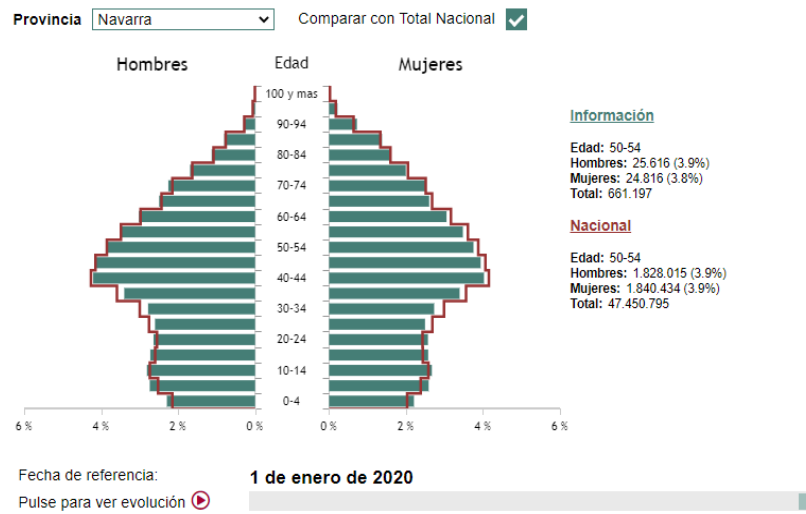 Provincia Navarra Comparar con Total Nacional
Hombres Edad Mujeres
100 y mas
90-94
80-84
70-74
60-64
50-54
40-44
30-34
20-24
10-14
0-4
6 % 4 % 2 % 0 % 0 % 2 % 4 % 6 %
Información
Edad: 50-54
Hombres: 25.616 (3.9%)
Mujeres: 24.816 (3.8%)
Total: 661.197
Nacional
Edad: 50-54
Hombres: 1.828.015 (3.9%)
Mujeres: 1.840.434 (3.9%)
Total: 47.450.795
Fecha de referencia: 1 de enero de 2020
Pulse para ver evolución